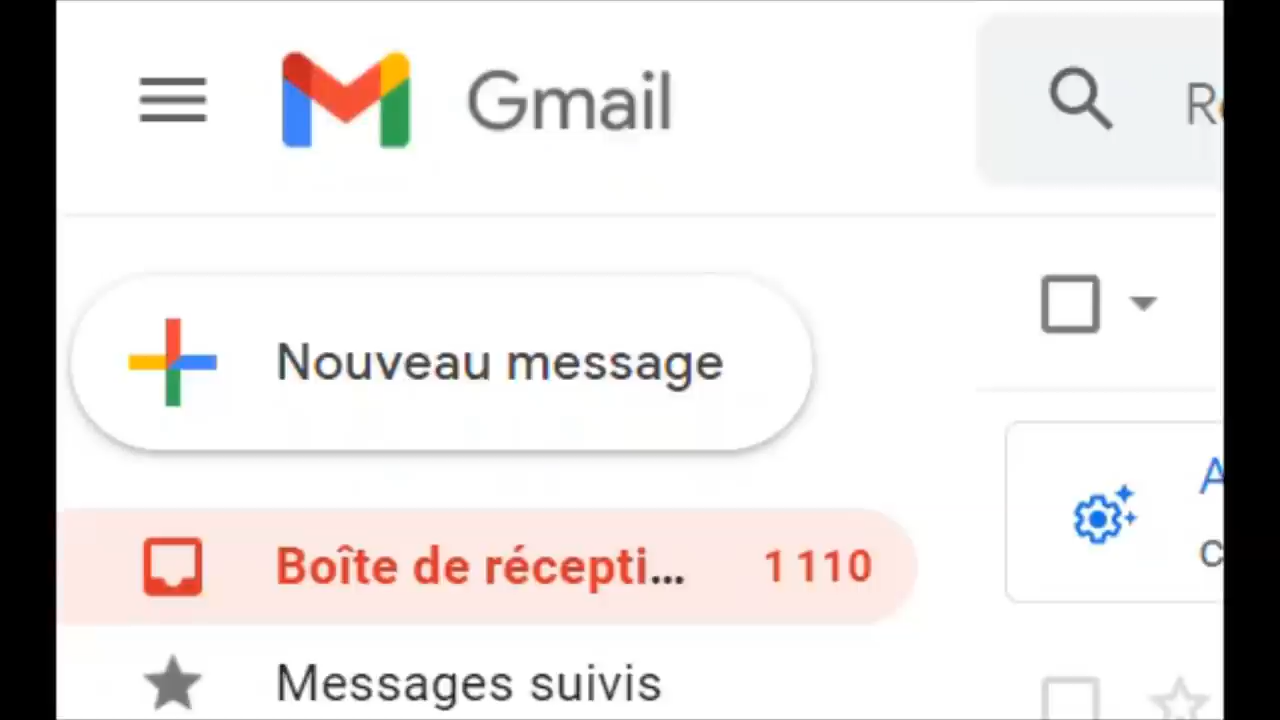 Gmail
Nouveau message
Boîte de récepti... 1 110
Messages suivis